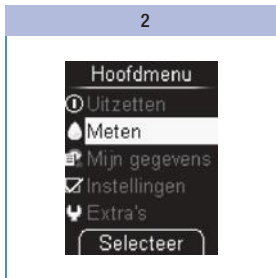 2
Hoofdmenu
Uitzetten
Meten
Mijn gegevens
Instellingen
Extra's
Selecteer